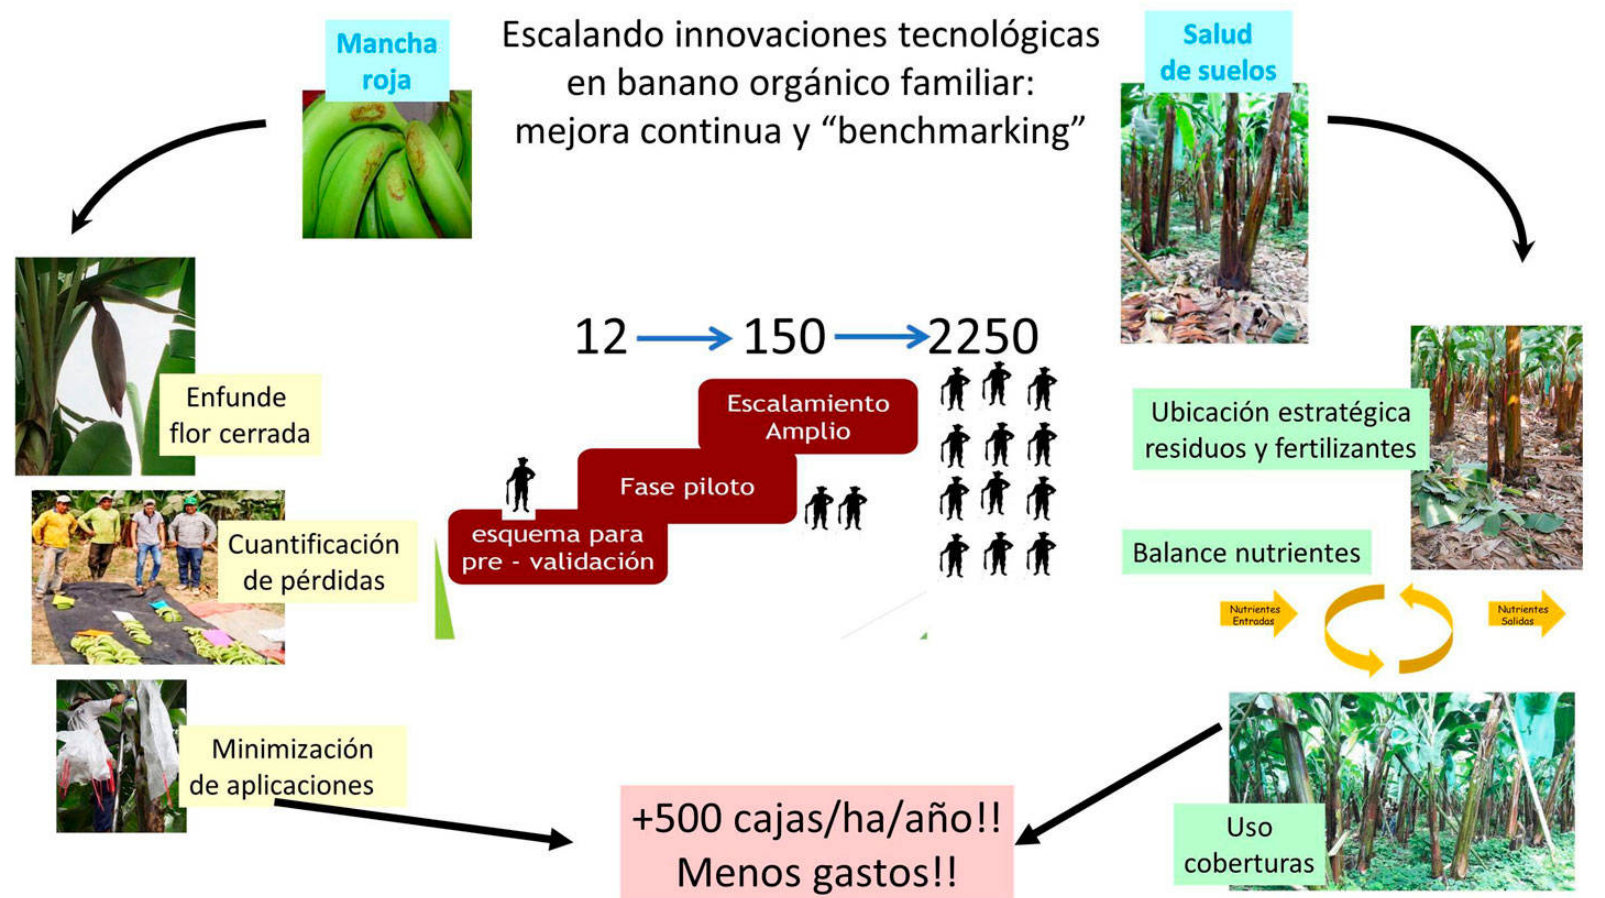 Escalando innovaciones tecnológicas
en banano orgánico familiar:
mejora continua y “benchmarking”
Mancha
roja
Enfunde
flor cerrada
Cuantificación
de pérdidas
Minimización
de aplicaciones
12
150
2250
Escalamiento
Amplio
Fase piloto
esquema para
pre - validación
Salud
de suelos
Ubicación estratégica
residuos y fertilizantes
Balance nutrientes
Nutrientes
Entradas
Nutrientes
Salidas
Uso
coberturas
+500 cajas/ha/año!!
Menos gastos!!